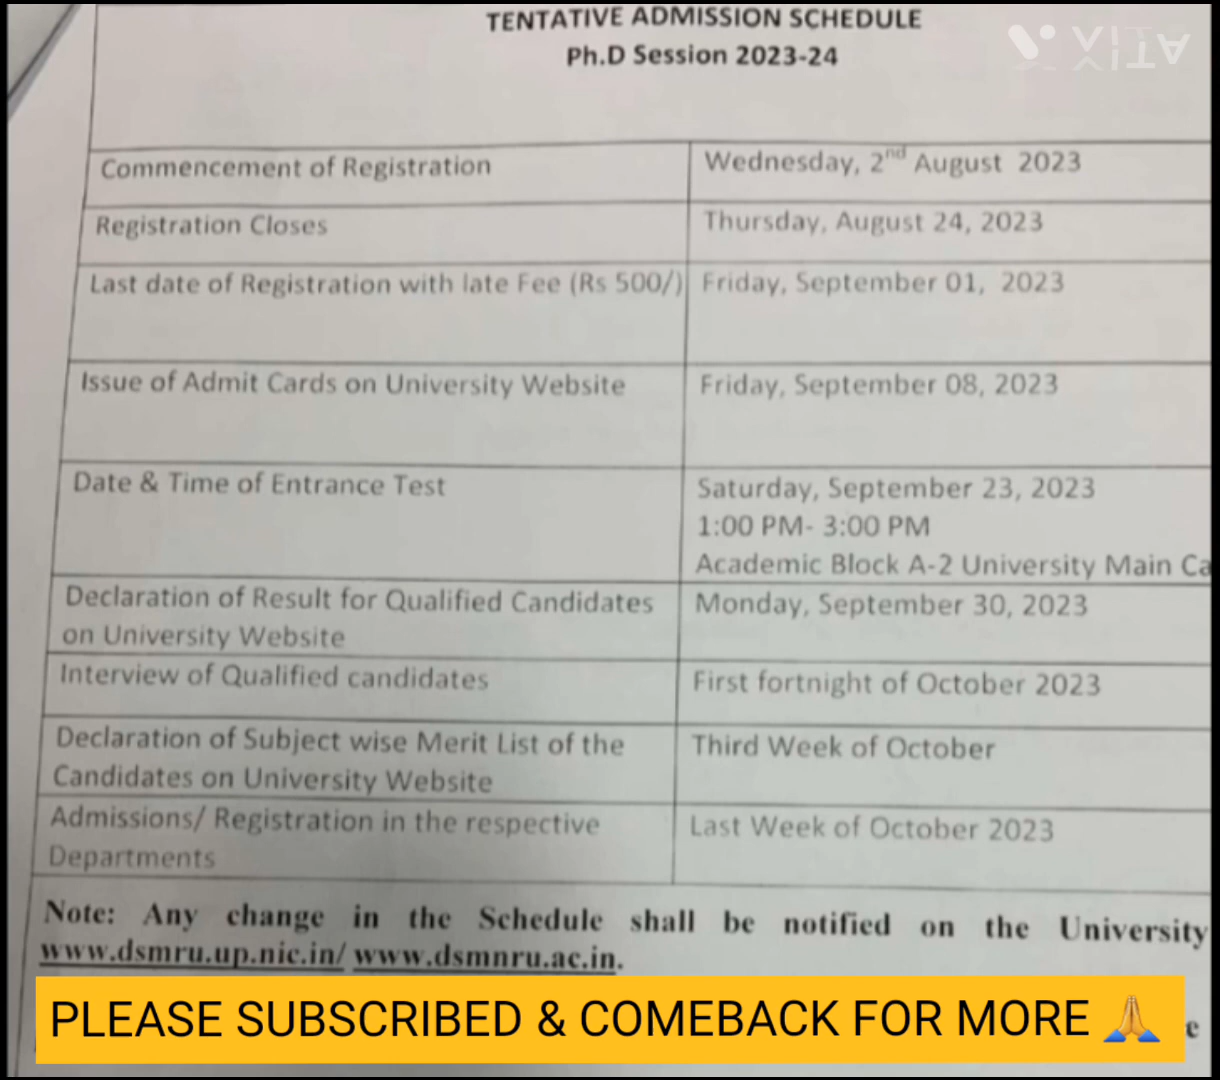 TENTATIVE ADMISSION SCHEDULE
Ph.D Session 2023-24
Commencement of Registration
Wednesday, 2nd August 2023
Registration Closes
Thursday, August 24, 2023
Last date of Registration with late Fee (Rs 500/)
Friday, September 01, 2023
Issue of Admit Cards on University Website
Friday, September 08, 2023
Date & Time of Entrance Test
Saturday, September 23, 2023
1:00 PM- 3:00 PM
Academic Block A-2 University Main Ca
Declaration of Result for Qualified Candidates
on University Website
Monday, September 30, 2023
Interview of Qualified candidates
First fortnight of October 2023
Declaration of Subject wise Merit List of the
Candidates on University Website
Third Week of October
Admissions/ Registration in the respective
Departments
Last Week of October 2023
Note: Any change in the Schedule shall be notified on the University
www.dsmru.up.nic.in/ www.dsmnru.ac.in.
PLEASE SUBSCRIBED & COMEBACK FOR MORE 🙏